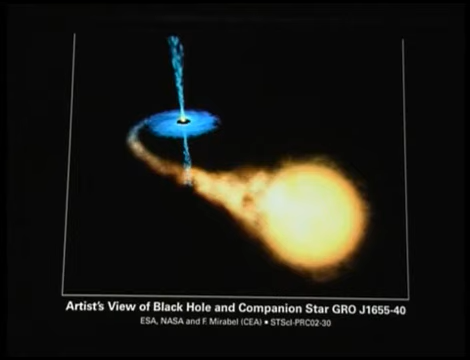 Artist's View of Black Hole and Companion Star GRO J1655-40
ESA, NASA and F. Mirabel (CEA) ▪ STScI-PRC02-30